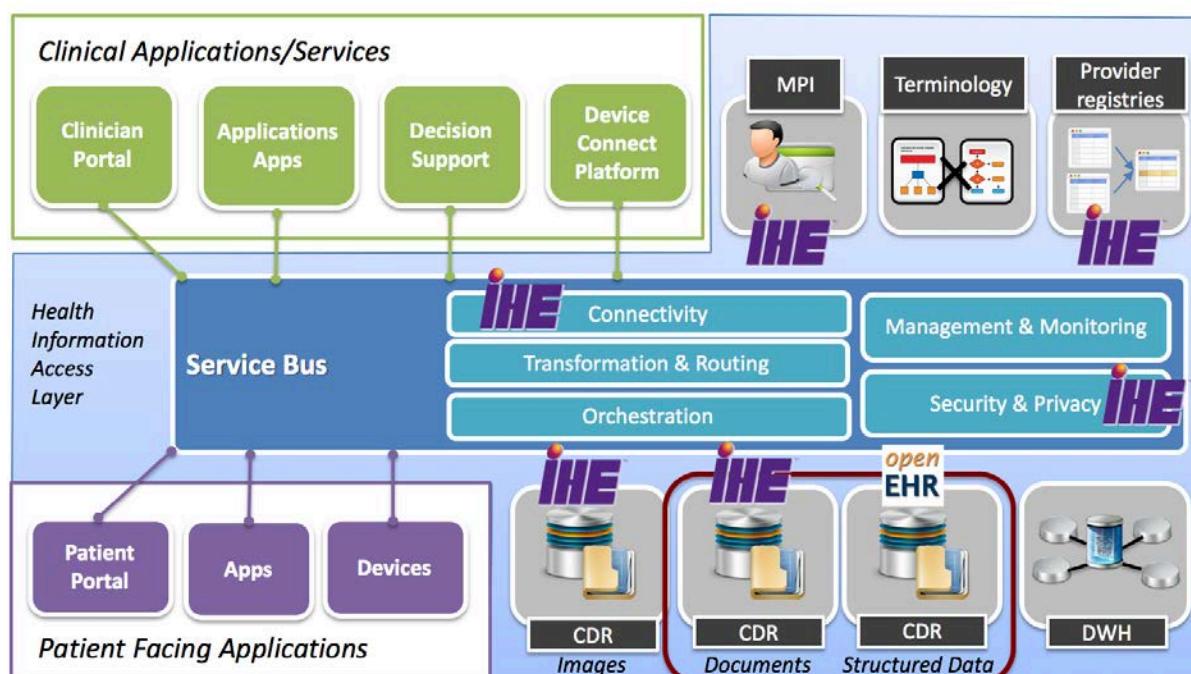 Clinical Applications/Services
Clinician
Portal
Applications
Apps
Decision
Support
Device
Connect
Platform
MPI
Terminology
Provider
registries
IHE
IHE
Health
Information
Access
Layer
Service Bus
IHE
Connectivity
Transformation & Routing
Orchestration
Management & Monitoring
Security & Privacy
IHE
Patient
Portal
Apps
Devices
Patient Facing Applications
IHE
CDR
Images
IHE
CDR
Documents
open
EHR
CDR
Structured Data
DWH